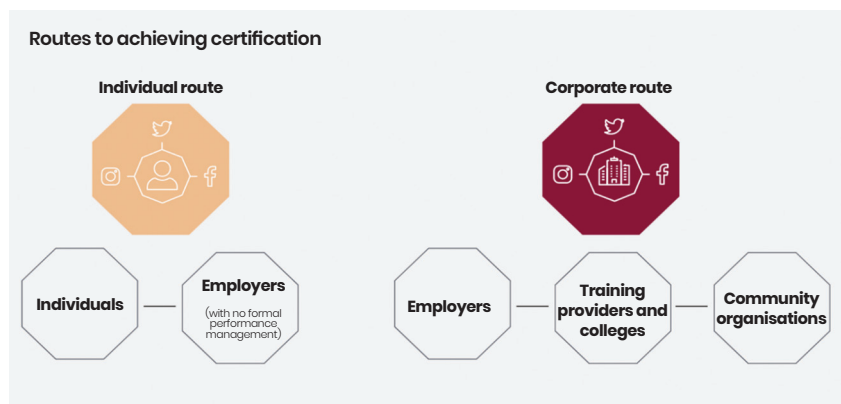 Routes to achieving certification
Individual route
Individuals
Employers
(with no formal
performance
management)
Corporate route
Employers
Training
providers and
colleges
Community
organisations